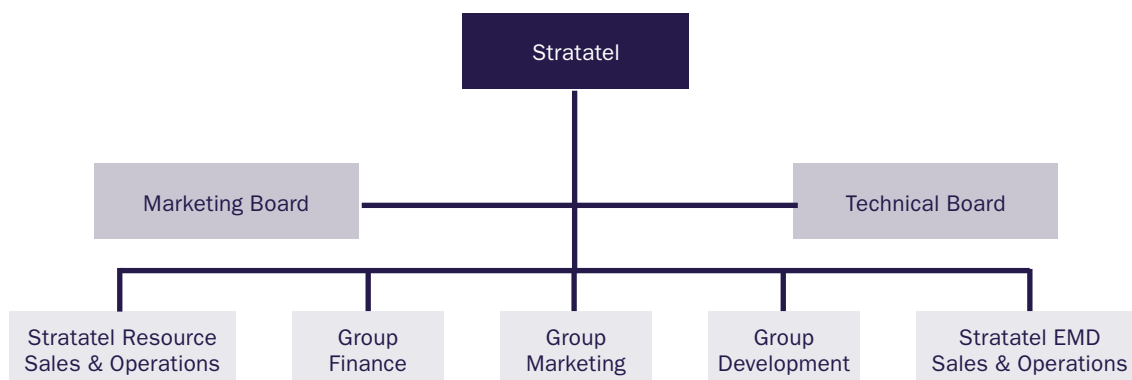 Stratatel
Marketing Board
Technical Board
Stratatel Resource
Sales & Operations
Group
Finance
Group
Marketing
Group
Development
Stratatel EMD
Sales & Operations